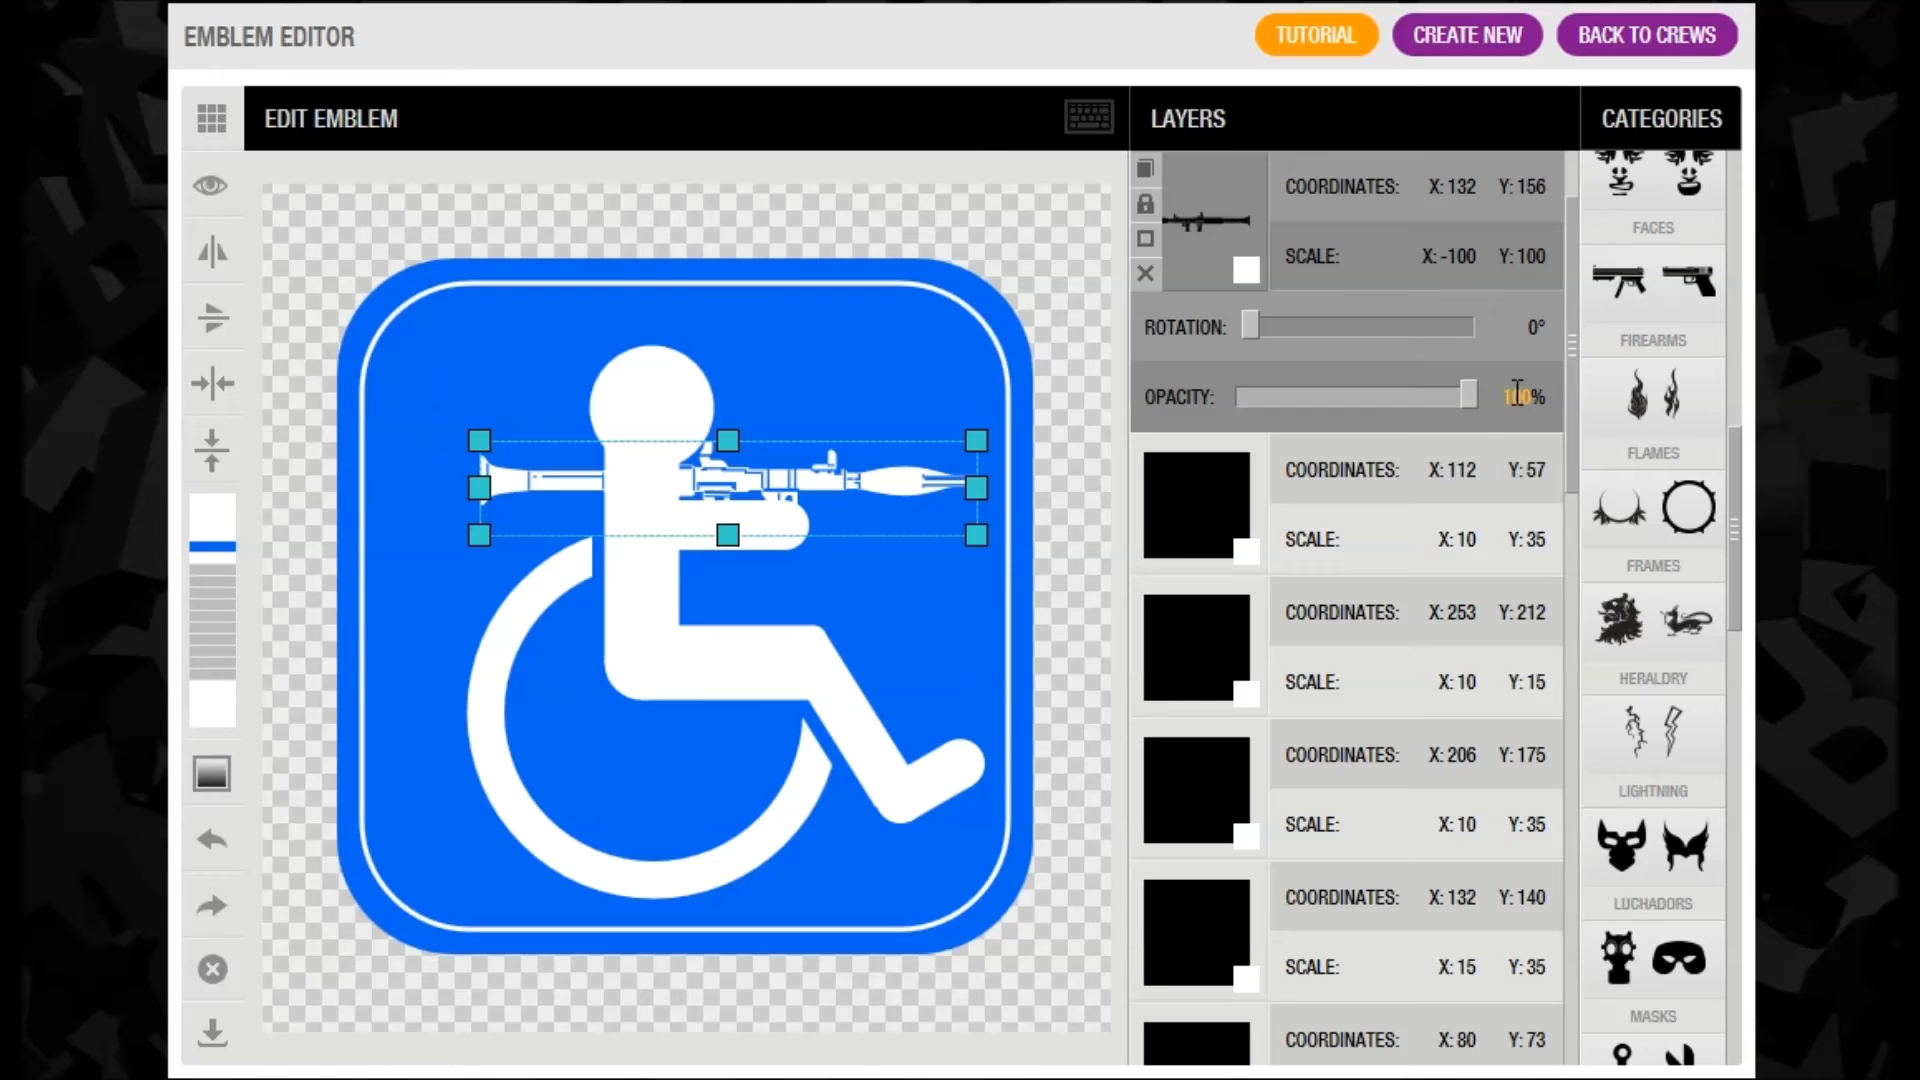 EMBLEM EDITOR
TUTORIAL
CREATE NEW
BACK TO CREWS
EDIT EMBLEM
LAYERS
CATEGORIES
COORDINATES: X: 132 Y: 156
SCALE: X: -100 Y: 100
ROTATION: 0°
OPACITY: 100%
COORDINATES: X: 112 Y: 57
SCALE: X: 10 Y: 35
COORDINATES: X: 253 Y: 212
SCALE: X: 10 Y: 15
COORDINATES: X: 206 Y: 175
SCALE: X: 10 Y: 35
COORDINATES: X: 132 Y: 140
SCALE: X: 15 Y: 35
COORDINATES: X: 80 Y: 73
FACES
FIREARMS
FLAMES
FRAMES
HERALDRY
LIGHTNING
LUCHADORS
MASKS